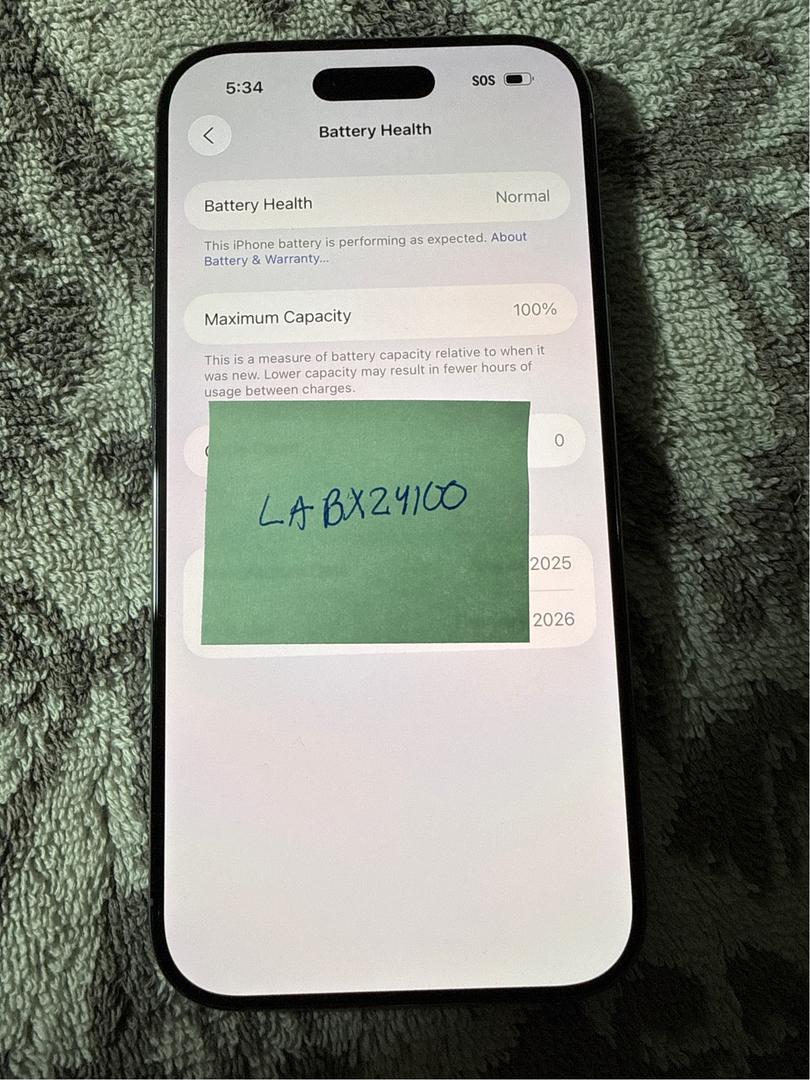 5:34
SOS
Battery Health
Battery Health Normal
This iPhone battery is performing as expected. About
Battery & Warranty...
Maximum Capacity 100%
This is a measure of battery capacity relative to when it
was new. Lower capacity may result in fewer hours of
usage between charges.
0
LABX24100
2025
2026